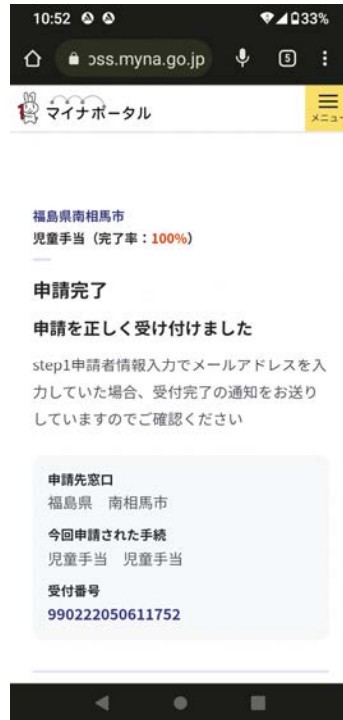 10:52 33%
oss.myna.go.jp 5
マイナポータル
メニュー
福島県南相馬市
児童手当（完了率：100%）
申請完了
申請を正しく受け付けました
step1申請者情報入力でメールアドレスを入
力していた場合、受付完了の通知をお送り
していますのでご確認ください
申請先窓口
福島県　南相馬市
今回申請された手続
児童手当　児童手当
受付番号
990222050611752